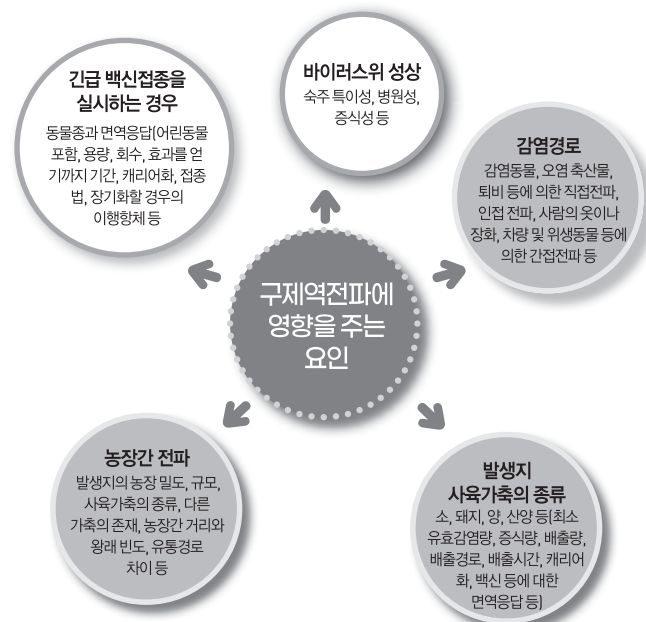 바이러스위 성상
숙주 특이성, 병원성,
증식성 등
긴급 백신접종을
실시하는 경우
동물종과 면역응답(어린동물
포함, 용량, 회수, 효과를 얻
기까지 기간, 캐리어화, 접종
법, 장기화할 경우의
이행항체 등
감염경로
감염동물, 오염 축산물,
퇴비 등에 의한 직접전파,
인접 전파, 사람의 옷이나
장화, 차량 및 위생동물 등에
의한 간접전파 등
구제역전파에
영향을 주는
요인
농장간 전파
발생지의 농장 밀도, 규모,
사육가축의 종류, 다른
가축의 존재, 농장간 거리와
왕래 빈도, 유통경로
차이 등
발생지
사육가축의 종류
소, 돼지, 양, 산양 등(최소
유효감염량, 증식량, 배출량,
배출경로, 배출시간, 캐리어
화, 백신 등에 대한
면역응답 등)